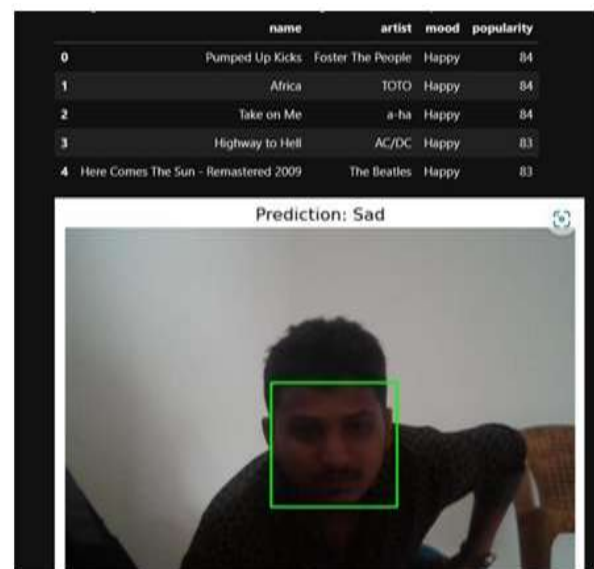 name artist mood popularity
0 Pumped Up Kicks Foster The People Happy 84
1 Africa TOTO Happy 84
2 Take on Me a-ha Happy 84
3 Highway to Hell AC/DC Happy 83
4 Here Comes The Sun - Remastered 2009 The Beatles Happy 83
Prediction: Sad